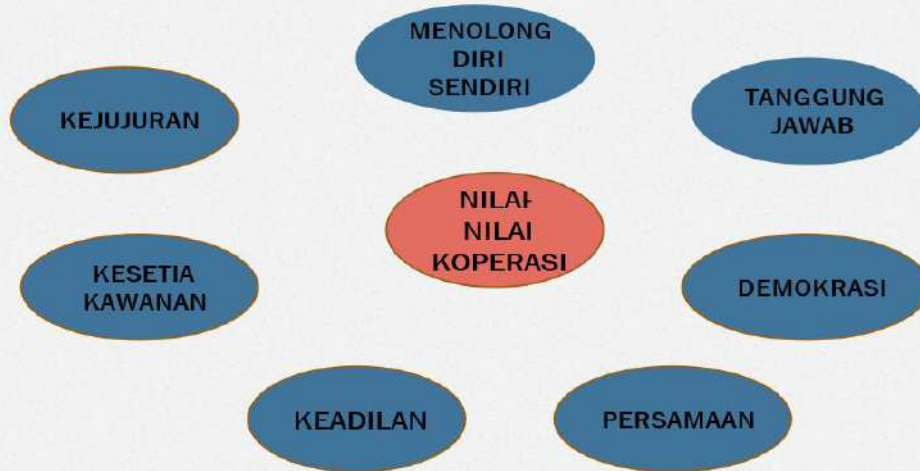 MENOLONG
DIRI
SENDIRI
KEJUJURAN
TANGGUNG
JAWAB
NILAI-
NILAI
KOPERASI
KESETIA
KAWANAN
DEMOKRASI
KEADILAN
PERSAMAAN